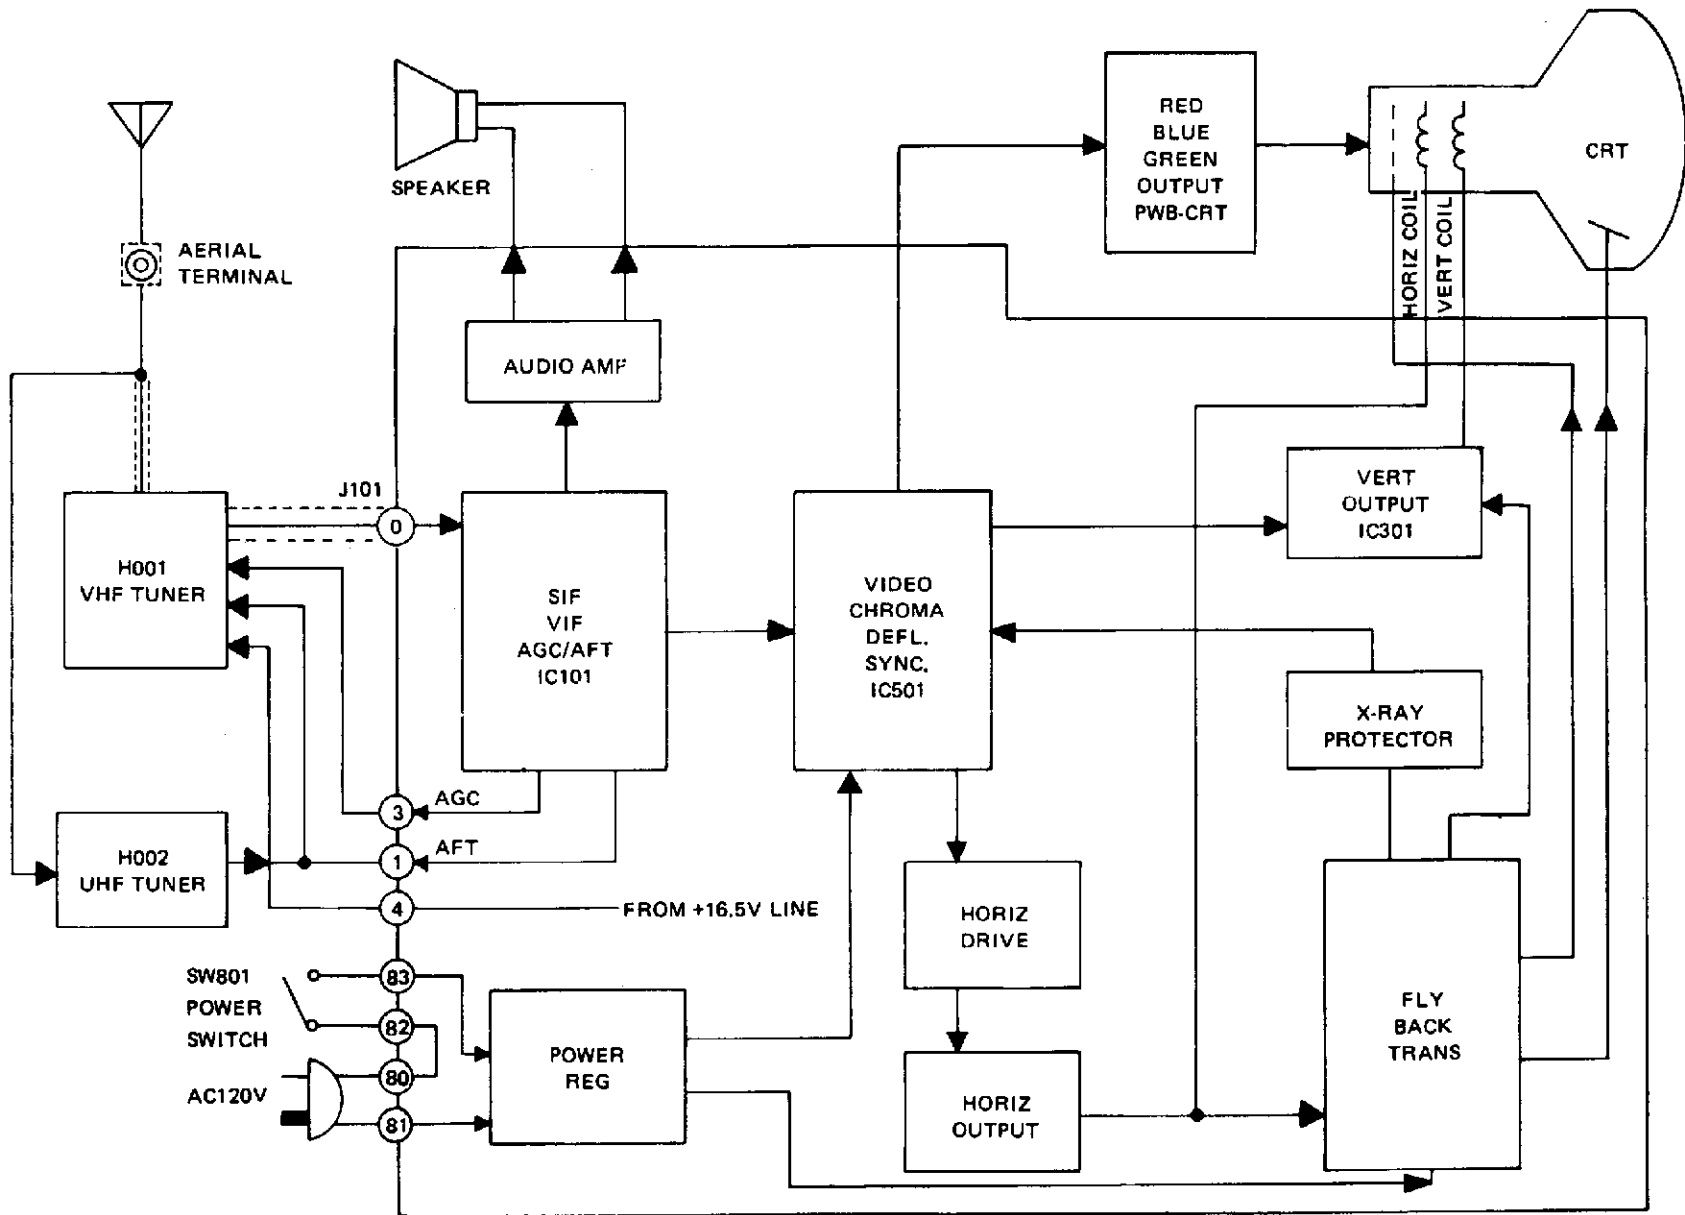 RED
BLUE
GREEN
OUTPUT
PWB-CRT
CRT
SPEAKER
HORIZ COIL
VERT COIL
AERIAL
TERMINAL
AUDIO AMP
J101
0
H001
VHF TUNER
SIF
VIF
AGC/AFT
IC101
VIDEO
CHROMA
DEFL.
SYNC.
IC501
VERT
OUTPUT
IC301
X-RAY
PROTECTOR
3
AGC
H002
UHF TUNER
1
AFT
4
FROM +16.5V LINE
HORIZ
DRIVE
SW801
POWER
SWITCH
83
82
AC120V
80
81
POWER
REG
HORIZ
OUTPUT
FLY
BACK
TRANS